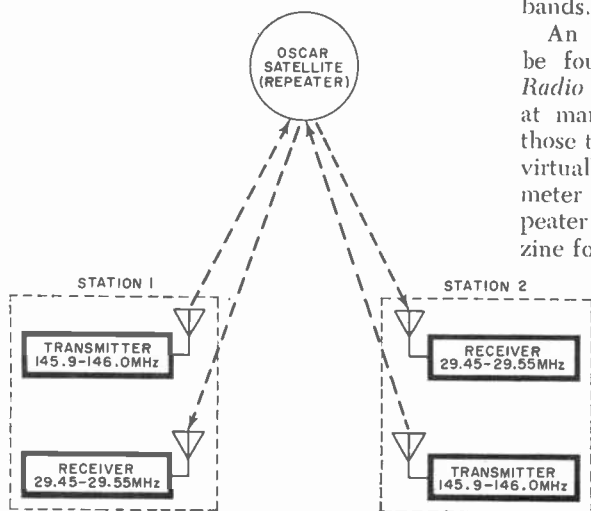 bands.
An
be fou
Radio
at mar
those t
virtual
meter
peater
zine fo
OSCAR
SATELLITE
(REPEATER)
STATION 1
TRANSMITTER
145.9-146.0MHz
RECEIVER
29.45-29.55MHz
STATION 2
RECEIVER
29.45-29.55MHz
TRANSMITTER
145.9-146.0MHz